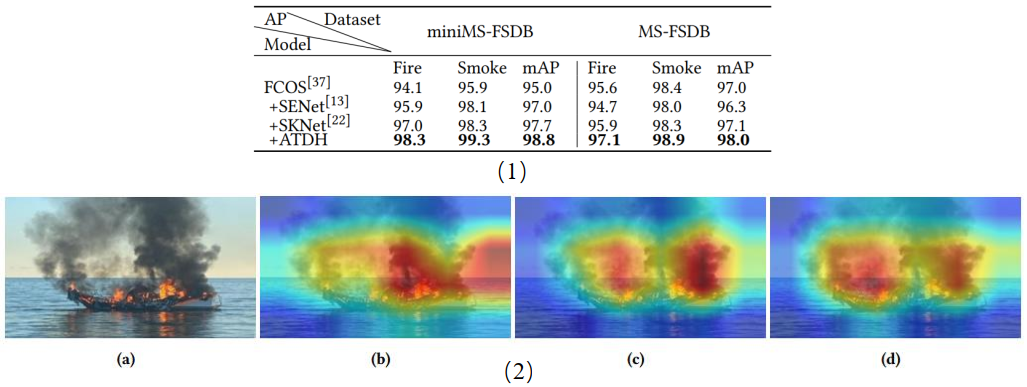 AP Dataset
Model
miniMS-FSDB MS-FSDB
Fire Smoke mAP Fire Smoke mAP
FCOS[37] 94.1 95.9 95.0 95.6 98.4 97.0
+SENet[13] 95.9 98.1 97.0 94.7 98.0 96.3
+SKNet[22] 97.0 98.3 97.7 95.9 98.3 97.1
+ATDH 98.3 99.3 98.8 97.1 98.9 98.0
(1)
(a) (b) (c) (d)
(2)